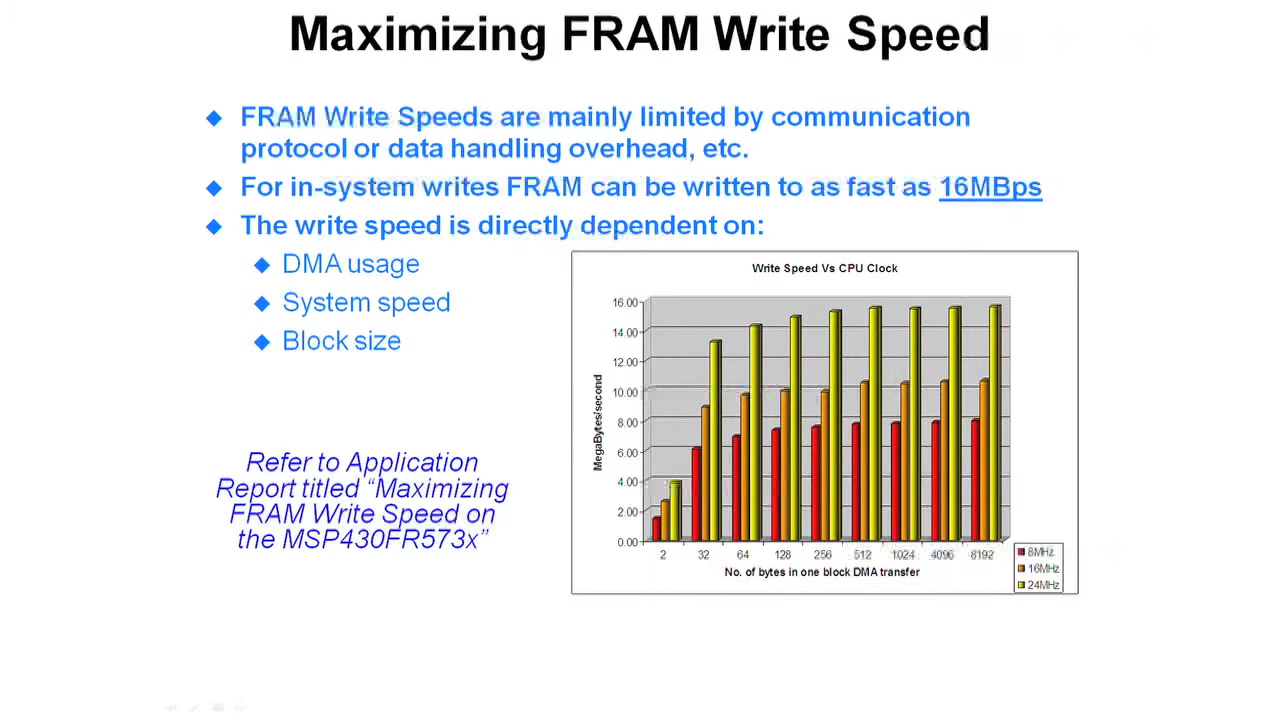 Maximizing FRAM Write Speed
FRAM Write Speeds are mainly limited by communication
protocol or data handling overhead, etc.
For in-system writes FRAM can be written to as fast as 16MBps
The write speed is directly dependent on:
DMA usage
System speed
Block size
Refer to Application
Report titled “Maximizing
FRAM Write Speed on
the MSP430FR573x”
Write Speed Vs CPU Clock
MegaBytes/second
16.00
14.00
12.00
10.00
8.00
6.00
4.00
2.00
0.00
2 32 64 128 256 512 1024 4096 8192
No. of bytes in one block DMA transfer
8MHz
16MHz
24MHz